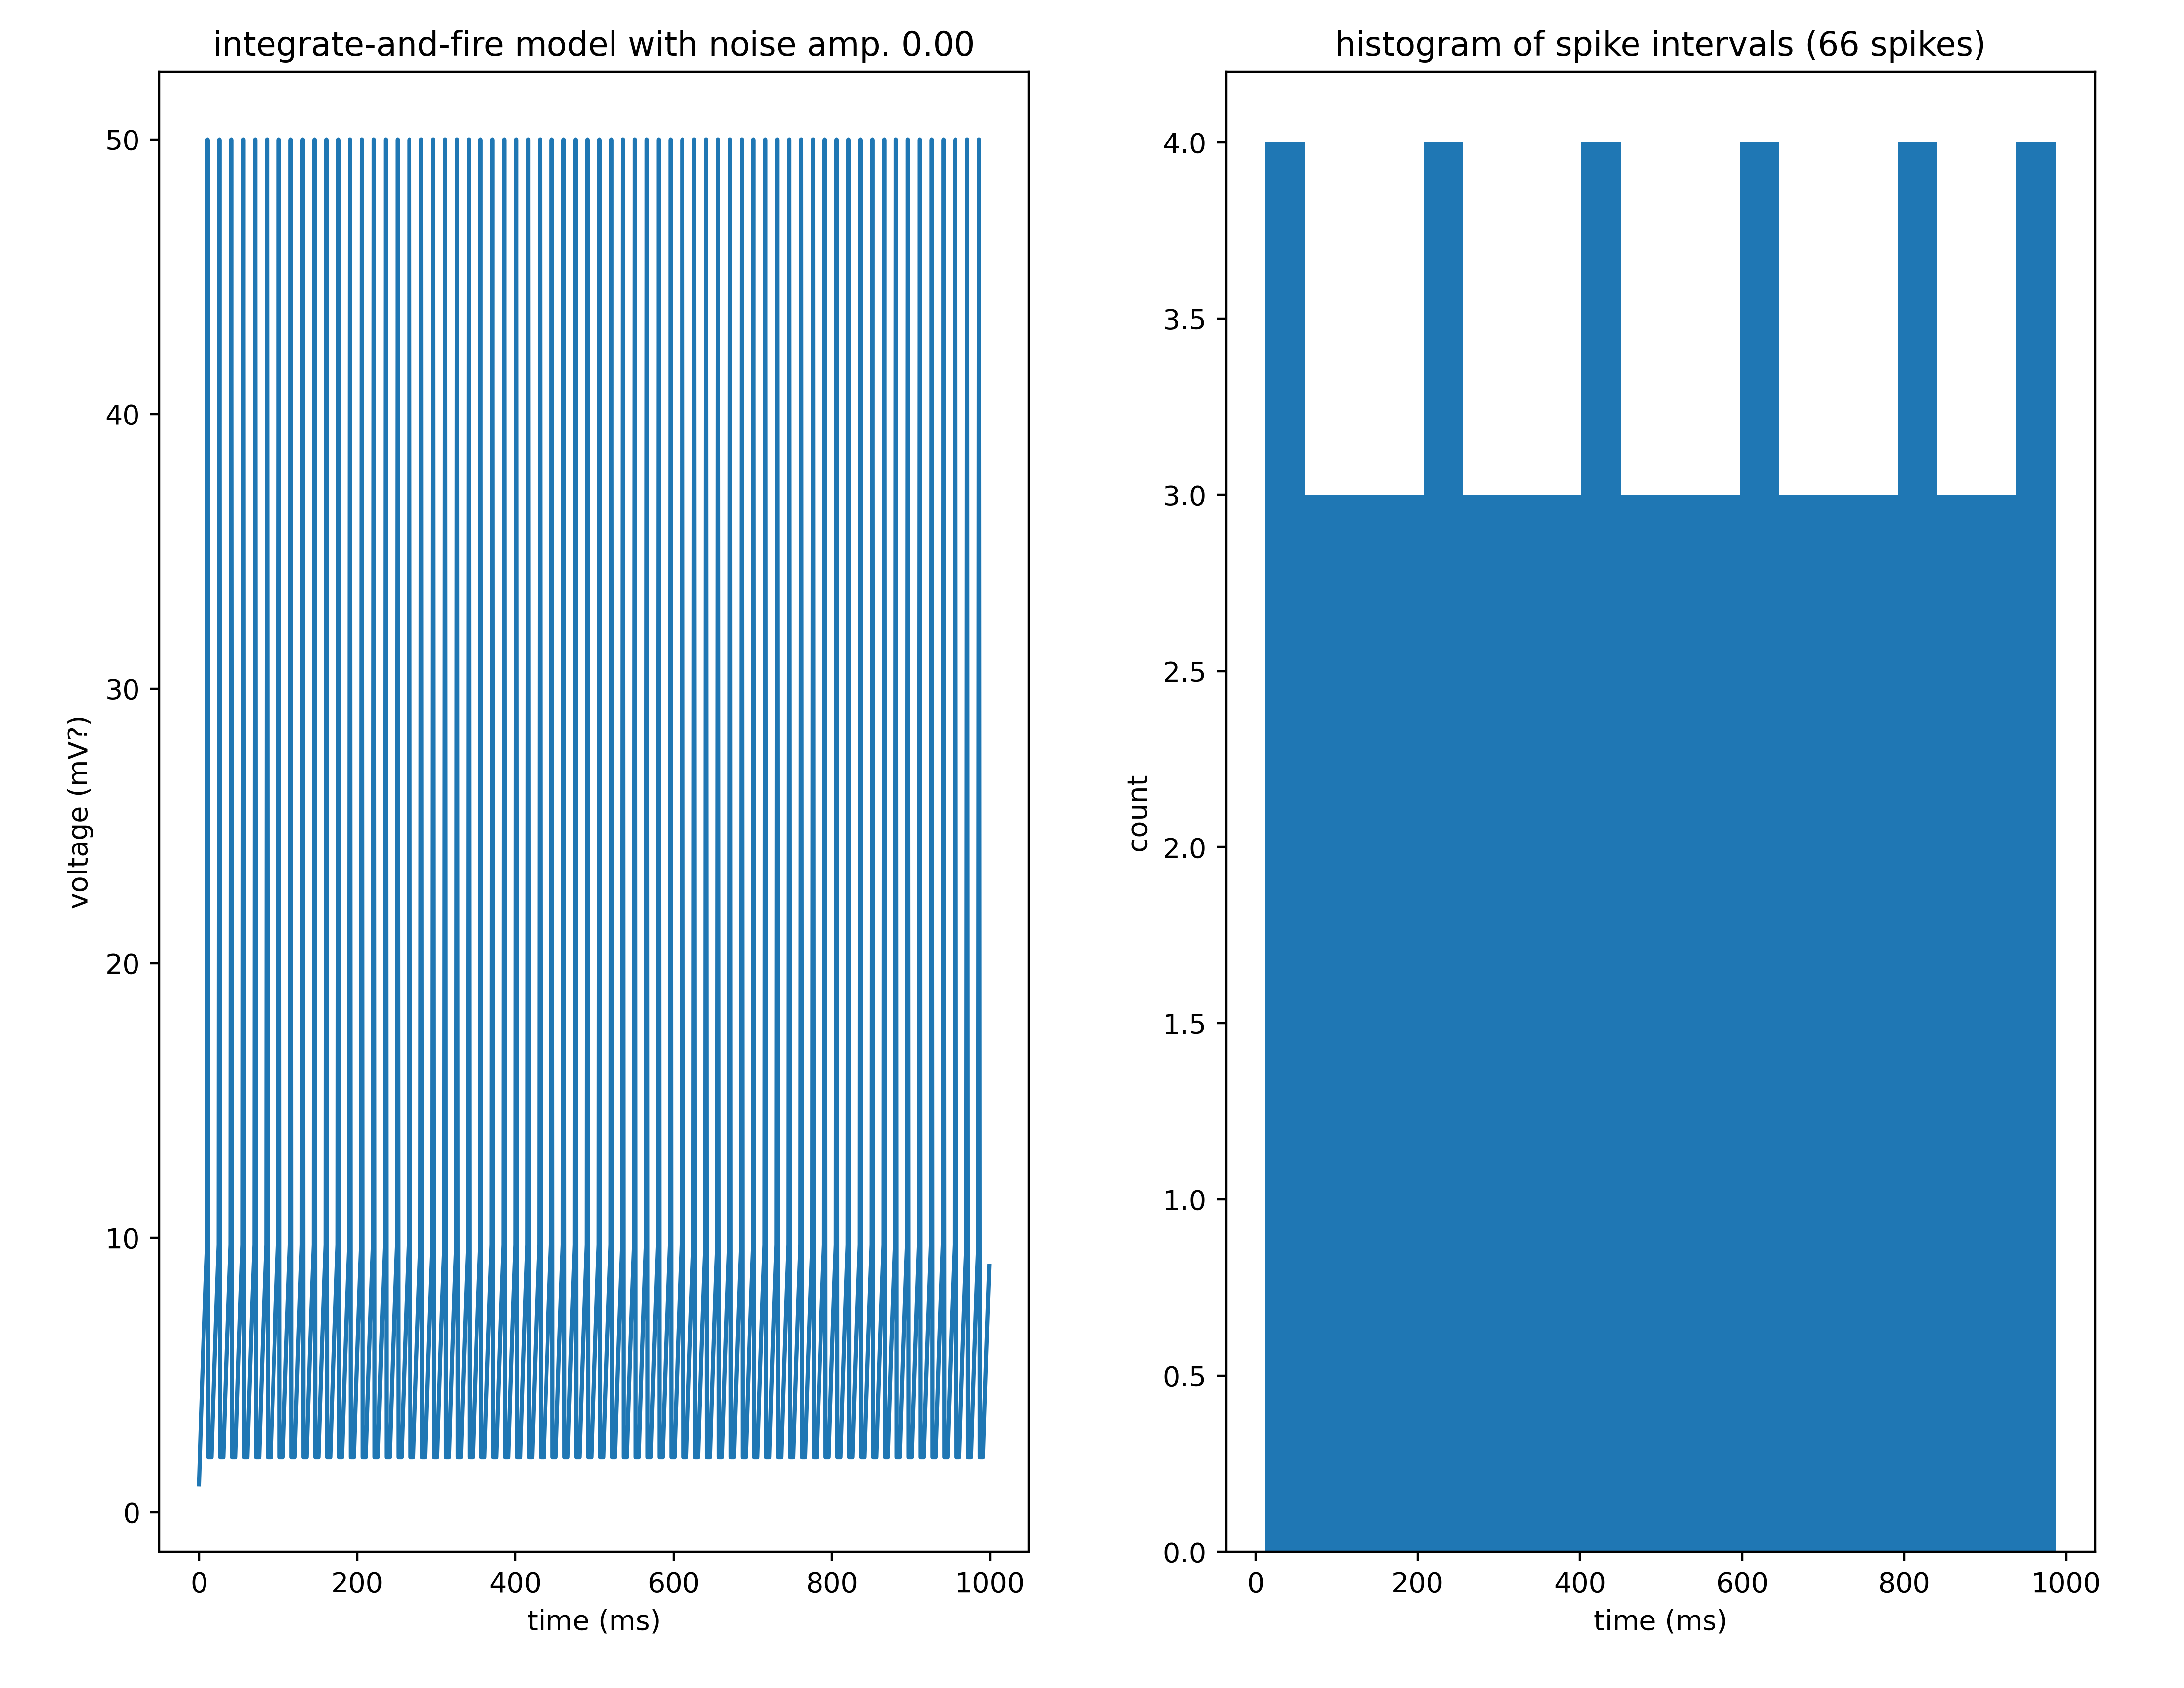 integrate-and-fire model with noise amp. 0.00
50
40
30
20
10
0
voltage (mV?)
0 200 400 600 800 1000
time (ms)
histogram of spike intervals (66 spikes)
4.0
3.5
3.0
2.5
2.0
1.5
1.0
0.5
0.0
count
0 200 400 600 800 1000
time (ms)